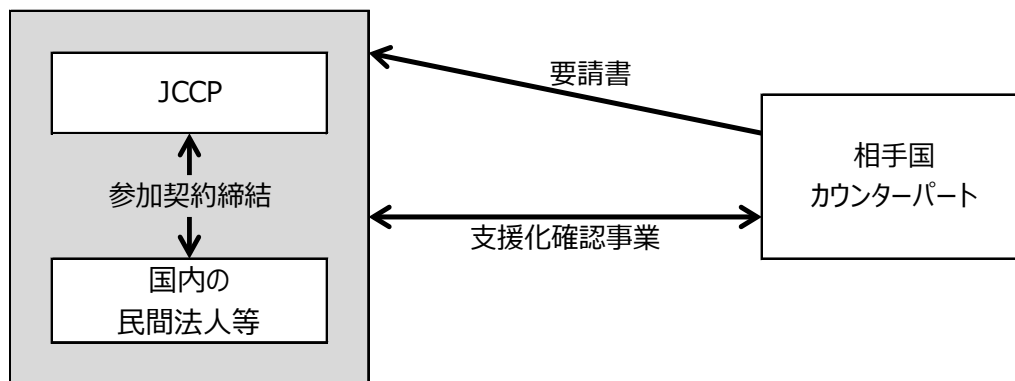 JCCP
参加契約締結
国内の
民間法人等
要請書
支援化確認事業
相手国
カウンターパート